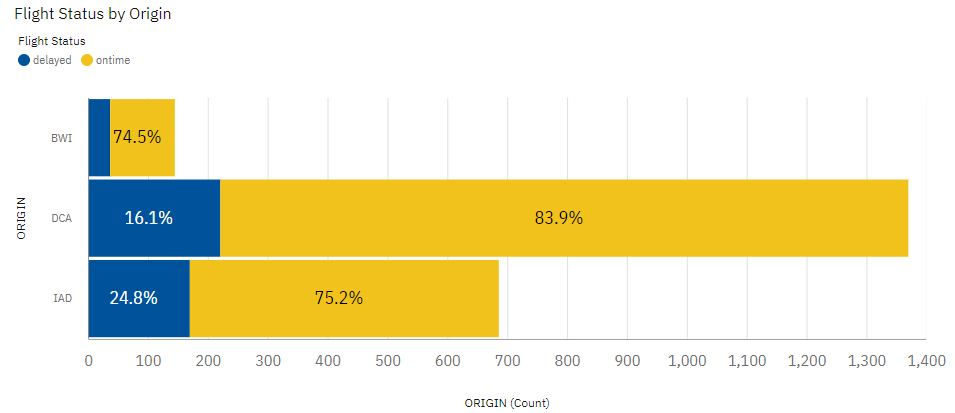 Flight Status by Origin
Flight Status
delayed ontime
BWI 74.5%
ORIGIN
DCA 16.1% 83.9%
IAD 24.8% 75.2%
0 100 200 300 400 500 600 700 800 900 1,000 1,100 1,200 1,300 1,400
ORIGIN (Count)